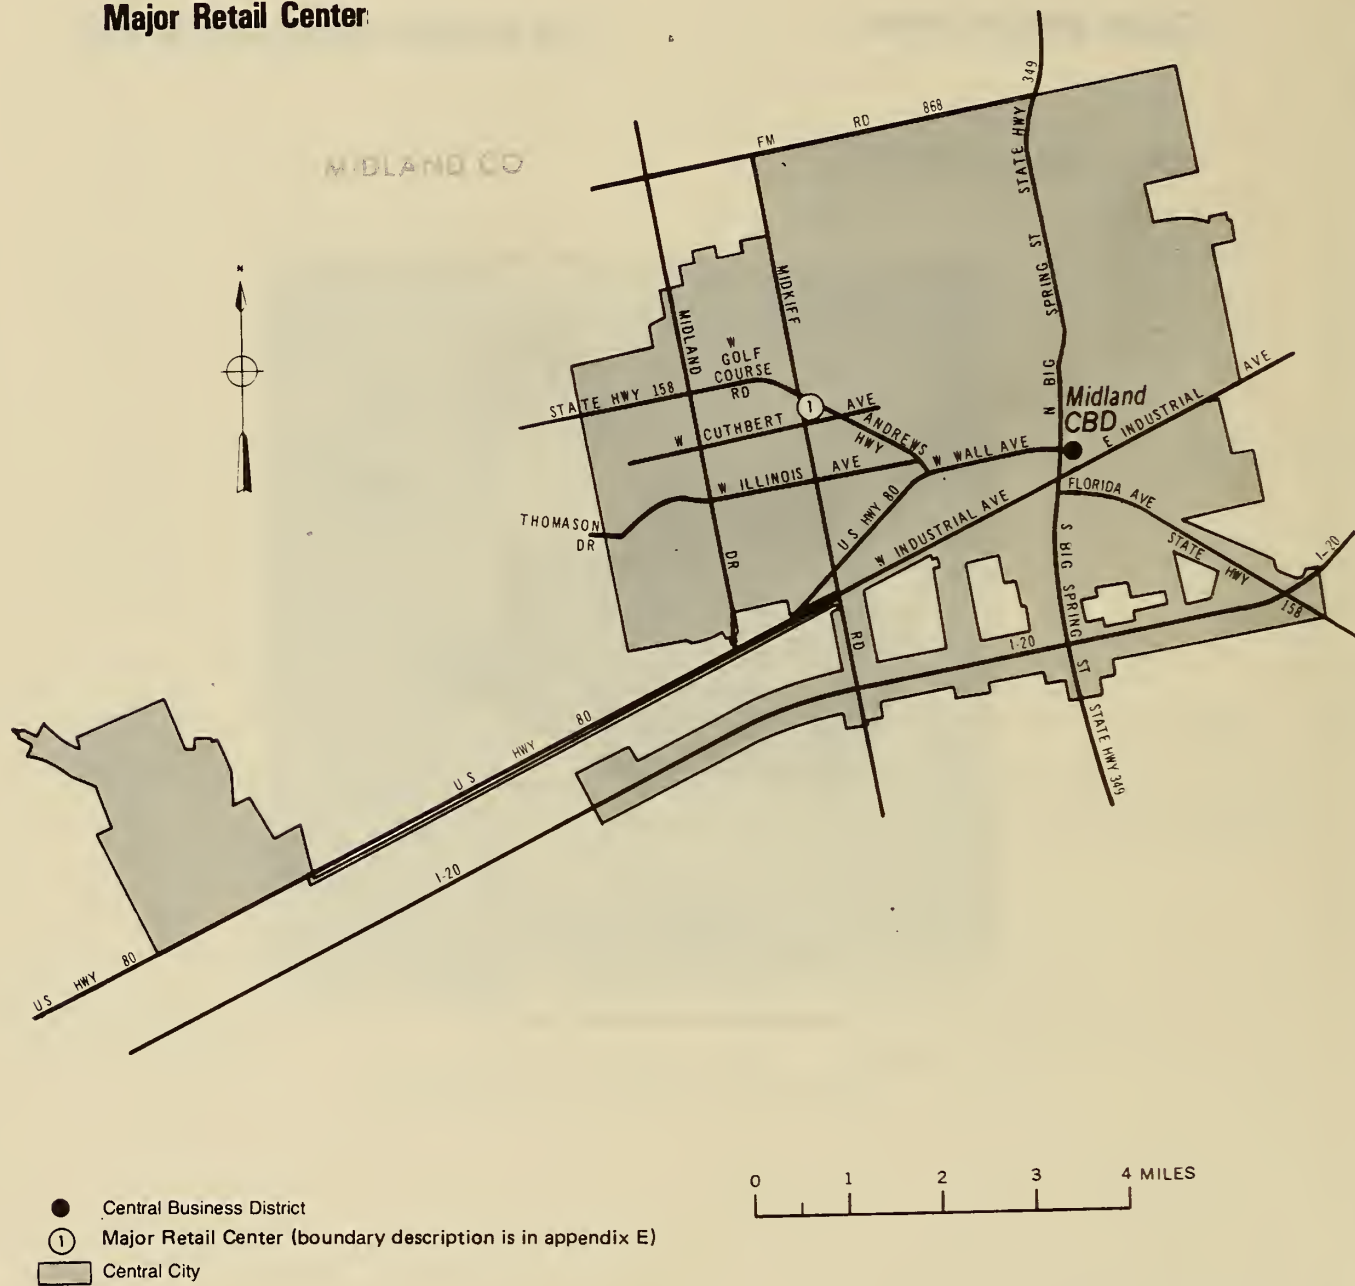 Major Retail Center
MIDLAND CO
N
FM RD 868
STATE HWY 349
N BIG SPRING ST
MIDKIFF RD
MIDLAND DR
W GOLF COURSE RD
STATE HWY 158
W CUTHBERT AVE
1
ANDREWS HWY
Midland CBD
E INDUSTRIAL AVE
W WALL AVE
W ILLINOIS AVE
THOMASON DR
US HWY 80
W INDUSTRIAL AVE
FLORIDA AVE
STATE HWY 158
I-20
S BIG SPRING ST
I-20
STATE HWY 349
US HWY 80
I-20
US HWY 80
0 1 2 3 4 MILES
Central Business District
1 Major Retail Center (boundary description is in appendix E)
Central City